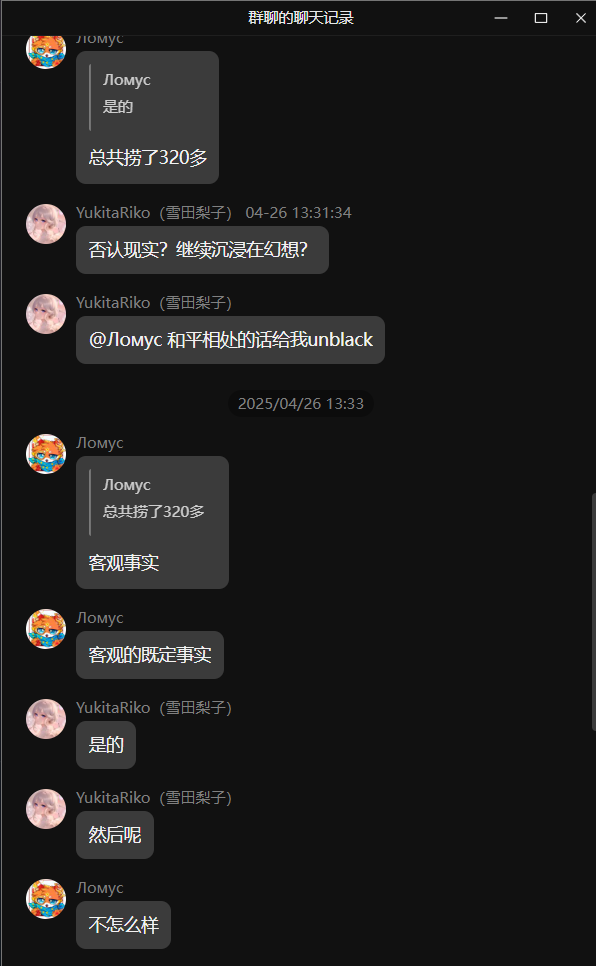 群聊的聊天记录
Ломус
Ломус
是的
总共捞了320多
YukitaRiko（雪田梨子） 04-26 13:31:34
否认现实？继续沉浸在幻想？
YukitaRiko（雪田梨子）
@Ломус 和平相处的话给我unblack
2025/04/26 13:33
Ломус
Ломус
总共捞了320多
客观事实
Ломус
客观的既定事实
YukitaRiko（雪田梨子）
是的
YukitaRiko（雪田梨子）
然后呢
Ломус
不怎么样